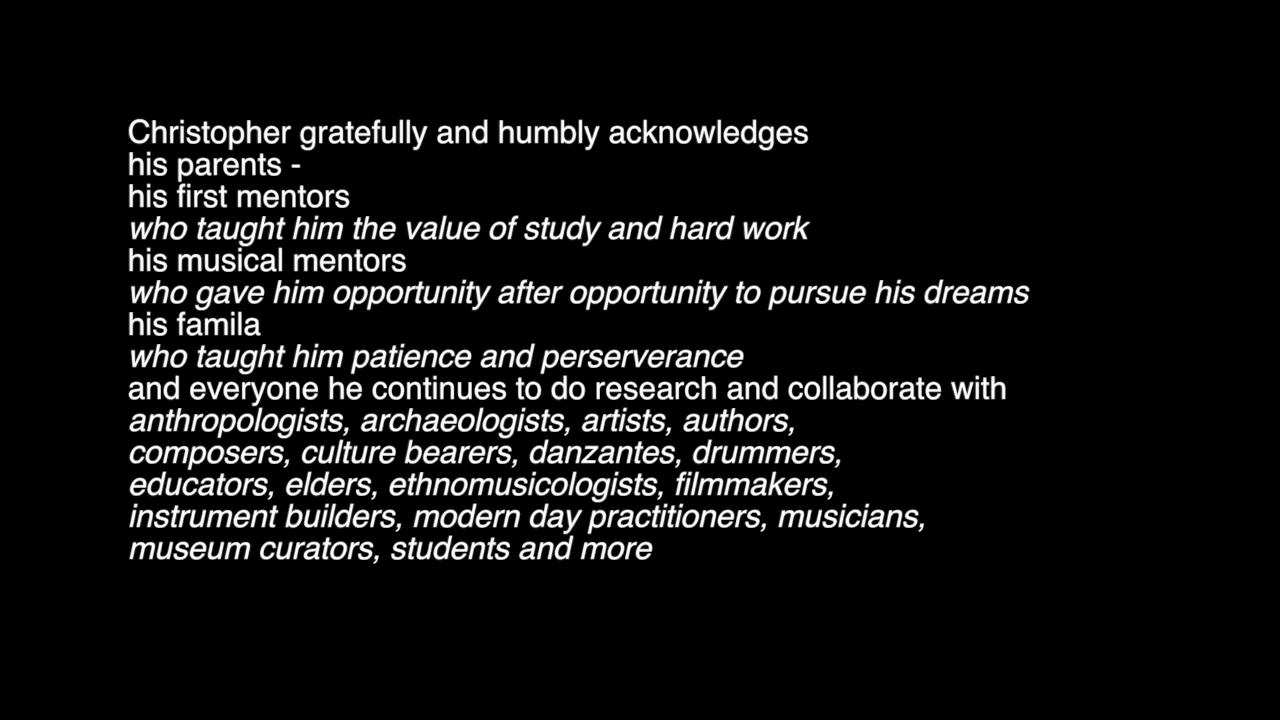 Christopher gratefully and humbly acknowledges
his parents -
his first mentors
who taught him the value of study and hard work
his musical mentors
who gave him opportunity after opportunity to pursue his dreams
his famila
who taught him patience and perserverance
and everyone he continues to do research and collaborate with
anthropologists, archaeologists, artists, authors,
composers, culture bearers, danzantes, drummers,
educators, elders, ethnomusicologists, filmmakers,
instrument builders, modern day practitioners, musicians,
museum curators, students and more